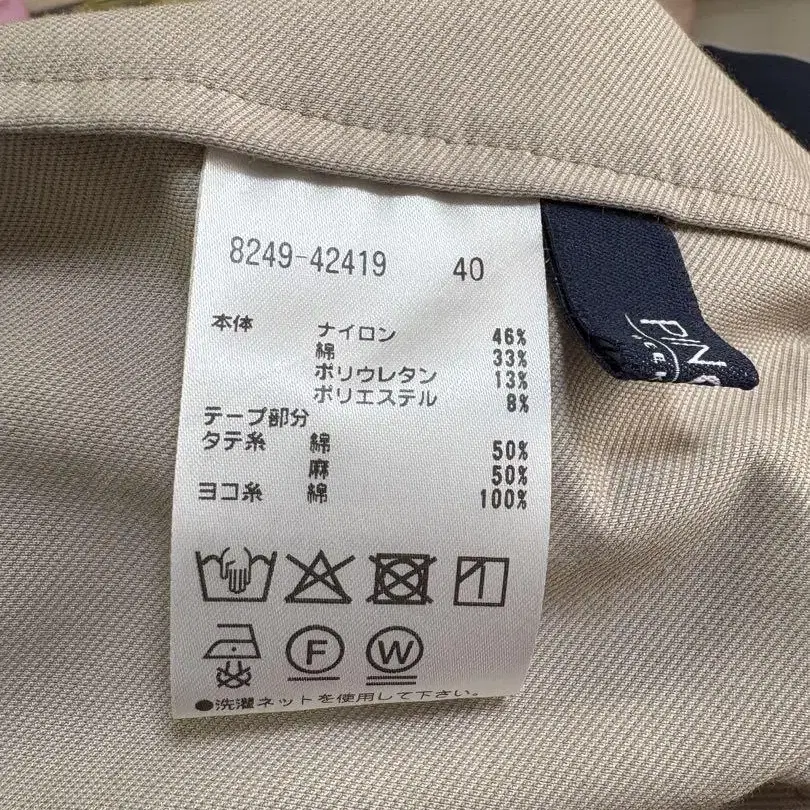 8249-42419 40
本体 ナイロン 46%
綿 33%
ポリウレタン 13%
ポリエステル 8%
テープ部分
タテ糸 綿 50%
麻 50%
ヨコ糸 綿 100%
F W
●洗濯ネットを使用して下さい。
PIN